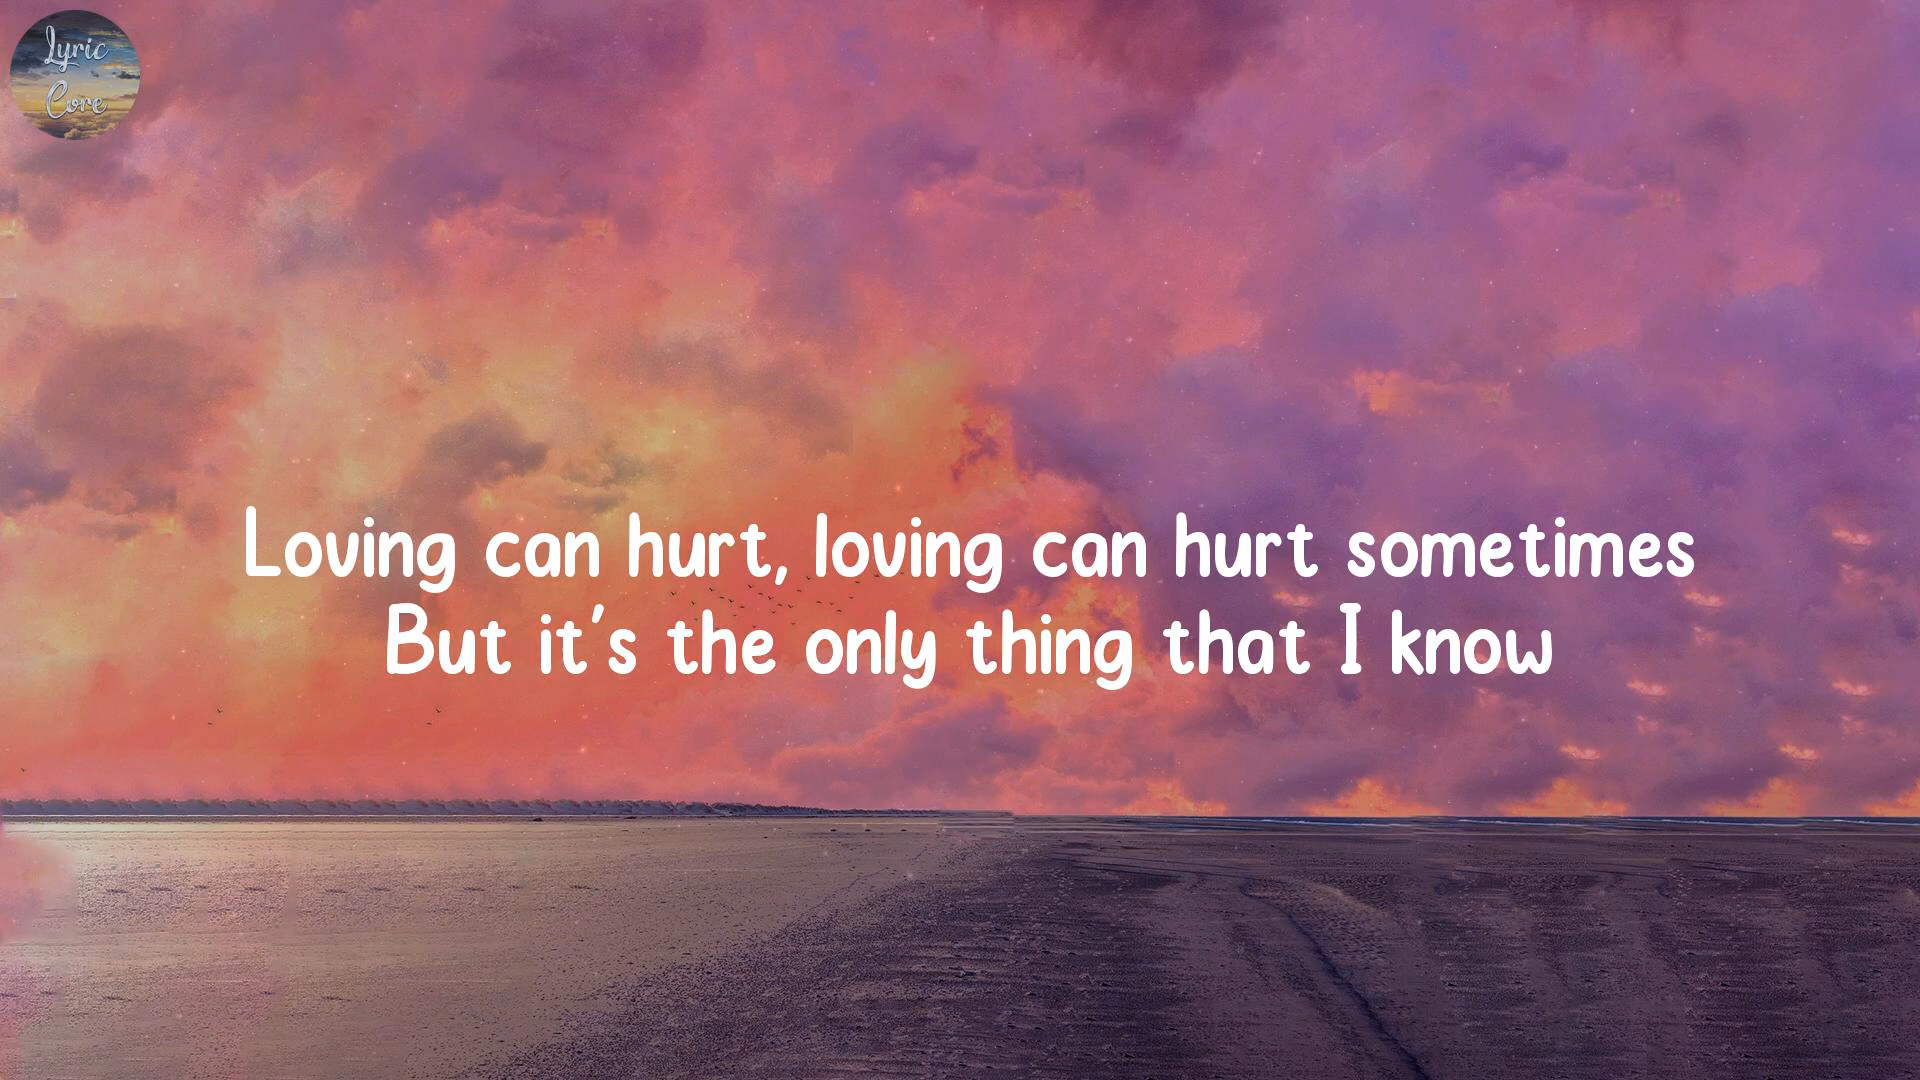 Lyric
Core
Loving can hurt, loving can hurt sometimes
But it's the only thing that I know